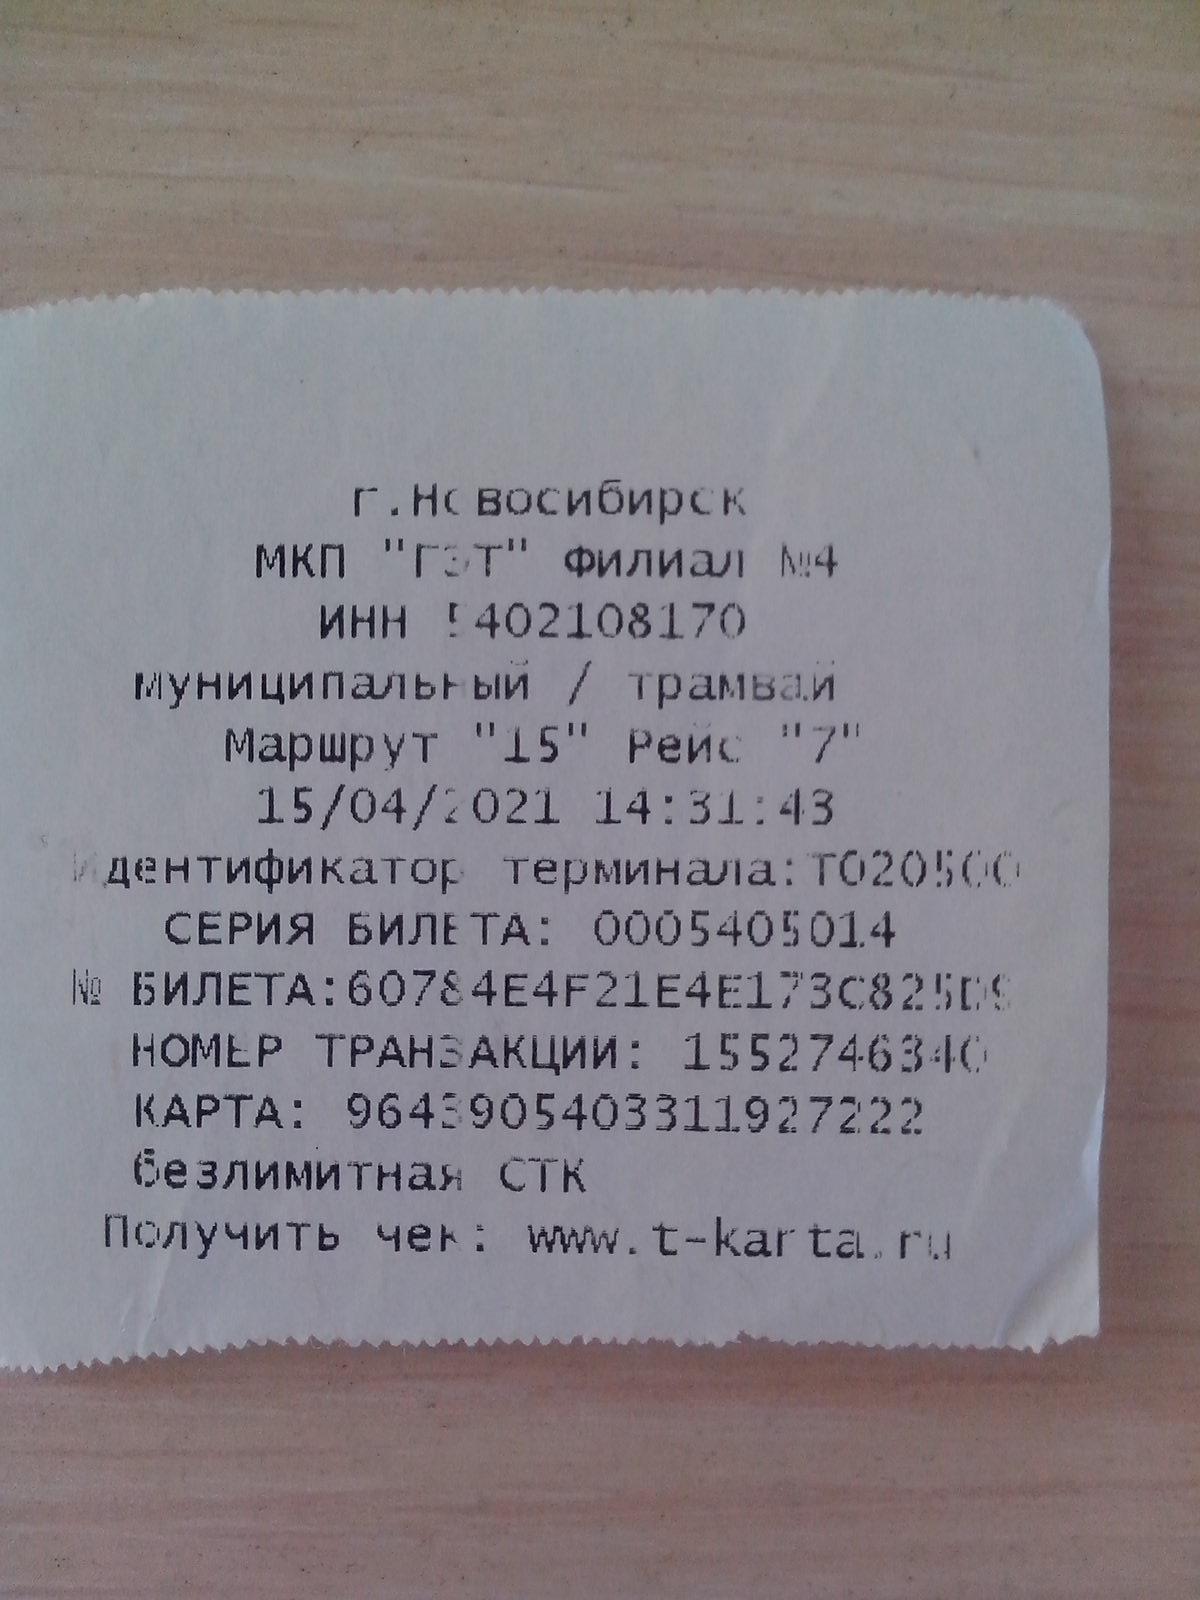 г.Новосибирск
МКП "ГЭТ" Филиал №4
ИНН 5402108170
муниципальный / трамвай
Маршрут "15" Рейс "7"
15/04/2021 14:31:43
Идентификатор терминала:T020500
СЕРИЯ БИЛЕТА: 0005405014
№ БИЛЕТА:60784E4F21E4E173C825D9
НОМЕР ТРАНЗАКЦИИ: 1552746340
КАРТА: 9643905403311927222
безлимитная СТК
Получить чек: www.t-karta.ru